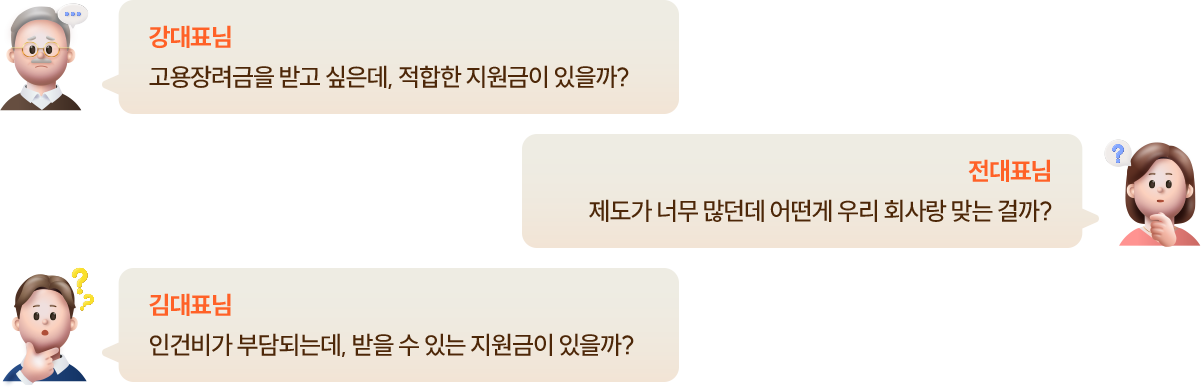 강대표님
고용장려금을 받고 싶은데, 적합한 지원금이 있을까?
전대표님
제도가 너무 많던데 어떤게 우리 회사랑 맞는 걸까?
김대표님
인건비가 부담되는데, 받을 수 있는 지원금이 있을까?